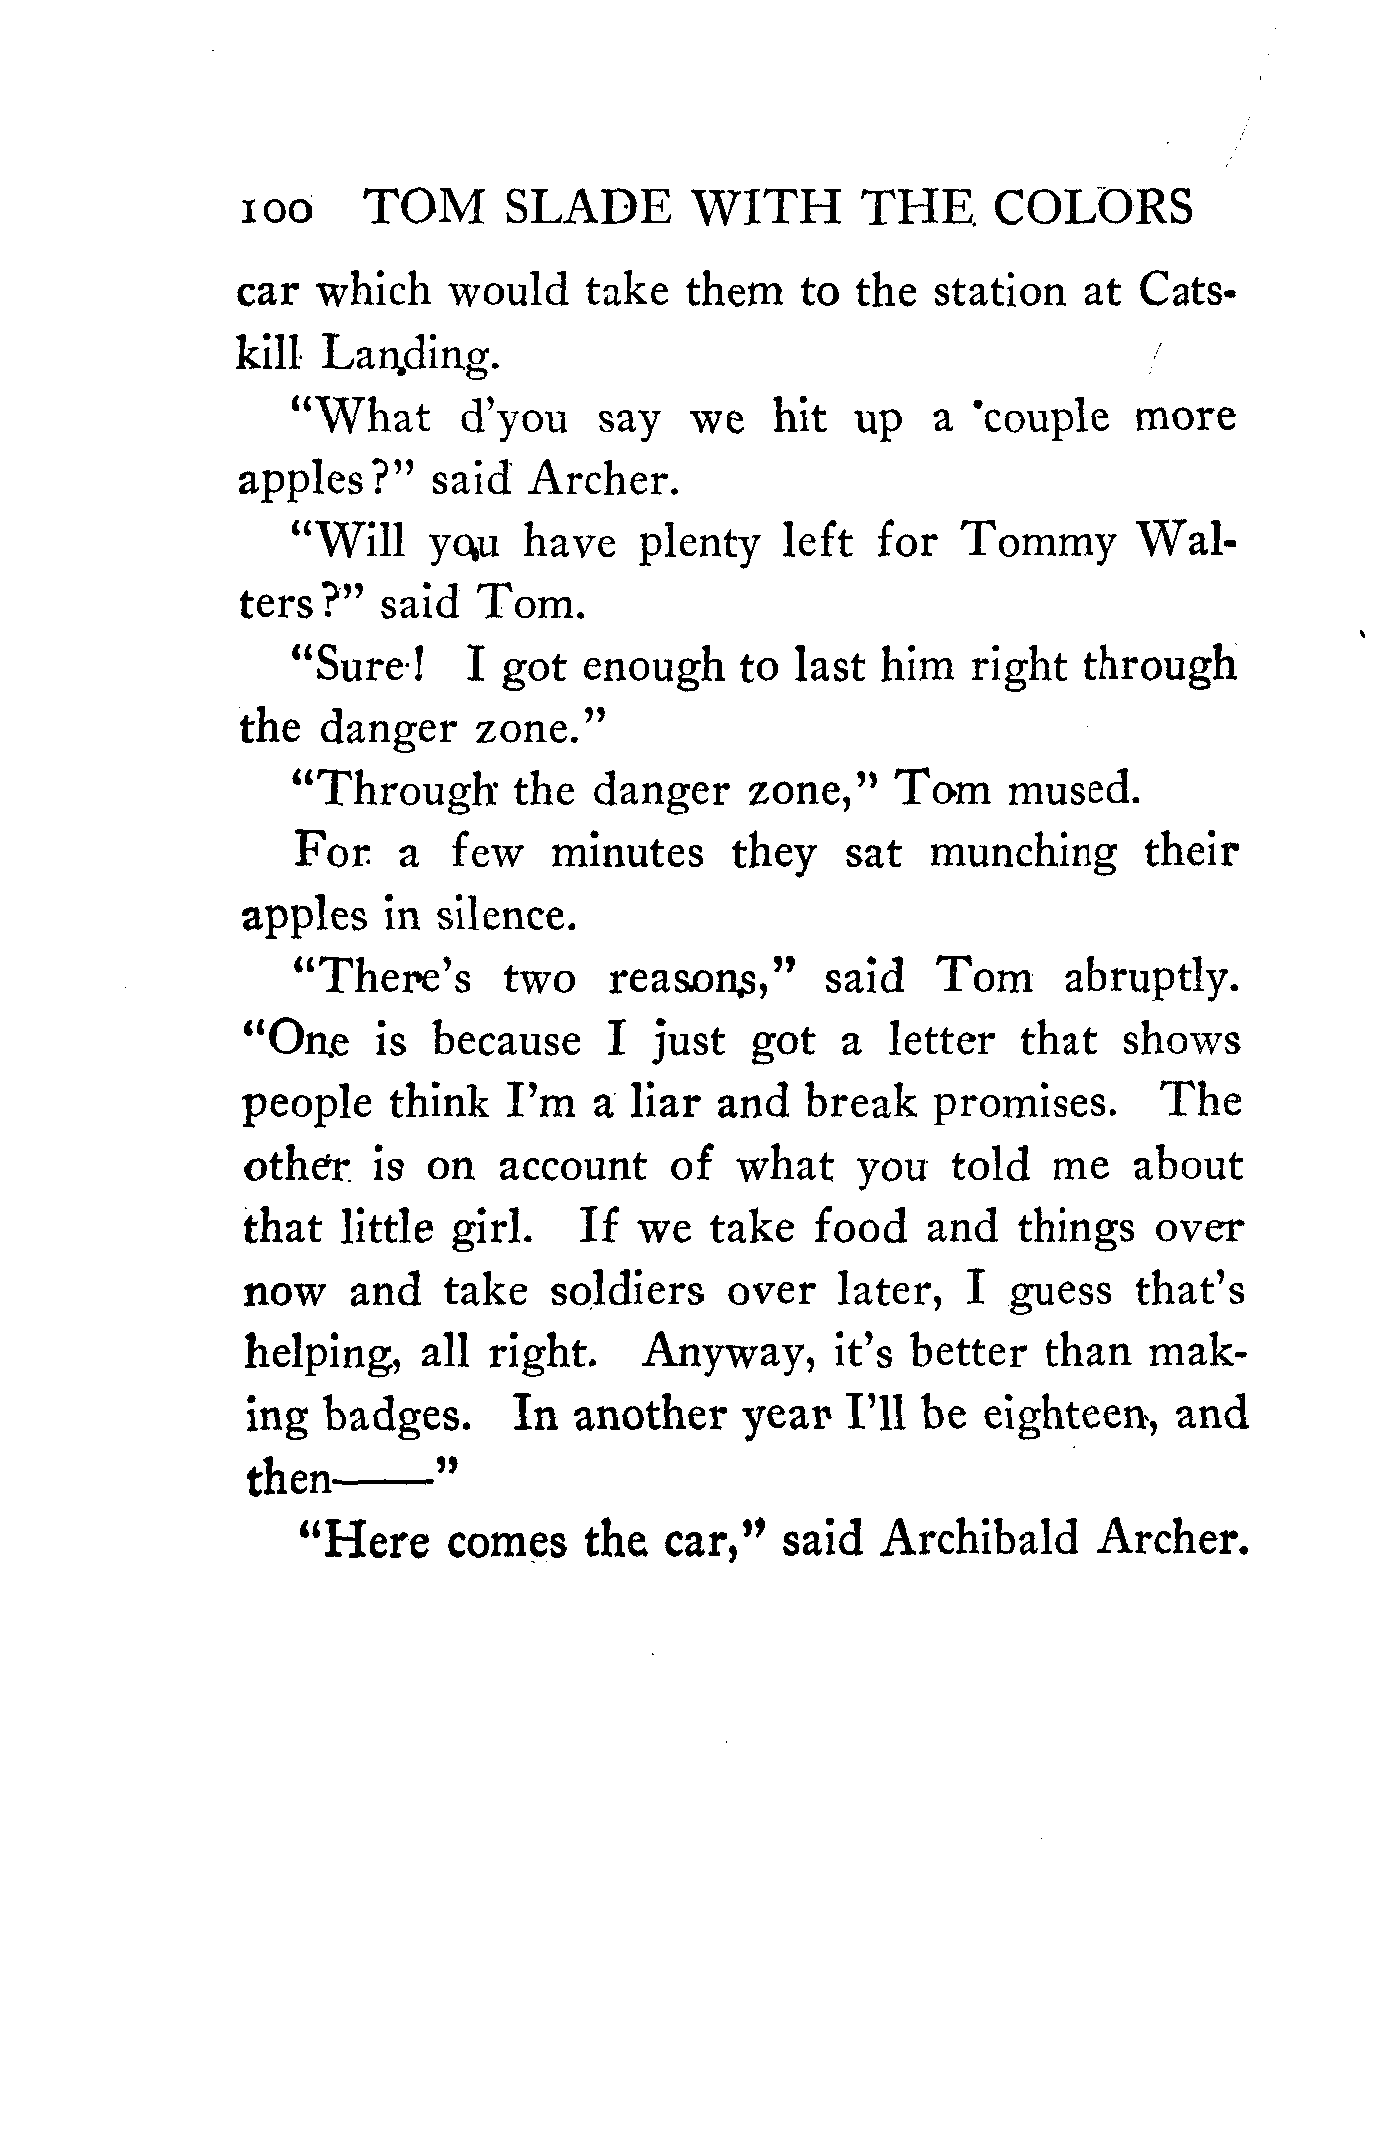 100 TOM SLADE WITH THE COLORS
car which would take them to the station at Cats-
kill Landing.
"What d'you say we hit up a couple more
apples?" said Archer.
"Will you have plenty left for Tommy Wal-
ters?" said Tom.
"Sure! I got enough to last him right through
the danger zone."
"Through the danger zone," Tom mused.
For a few minutes they sat munching their
apples in silence.
"There's two reasons," said Tom abruptly.
"One is because I just got a letter that shows
people think I'm a liar and break promises. The
other is on account of what you told me about
that little girl. If we take food and things over
now and take soldiers over later, I guess that's
helping, all right. Anyway, it's better than mak-
ing badges. In another year I'll be eighteen, and
then——"
"Here comes the car," said Archibald Archer.